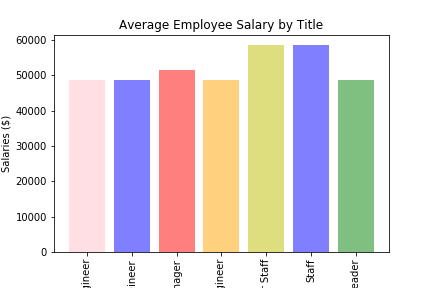 Average Employee Salary by Title
Salaries ($)
60000
50000
40000
30000
20000
10000
0
gineer
ineer
nager
gineer
r Staff
Staff
eader